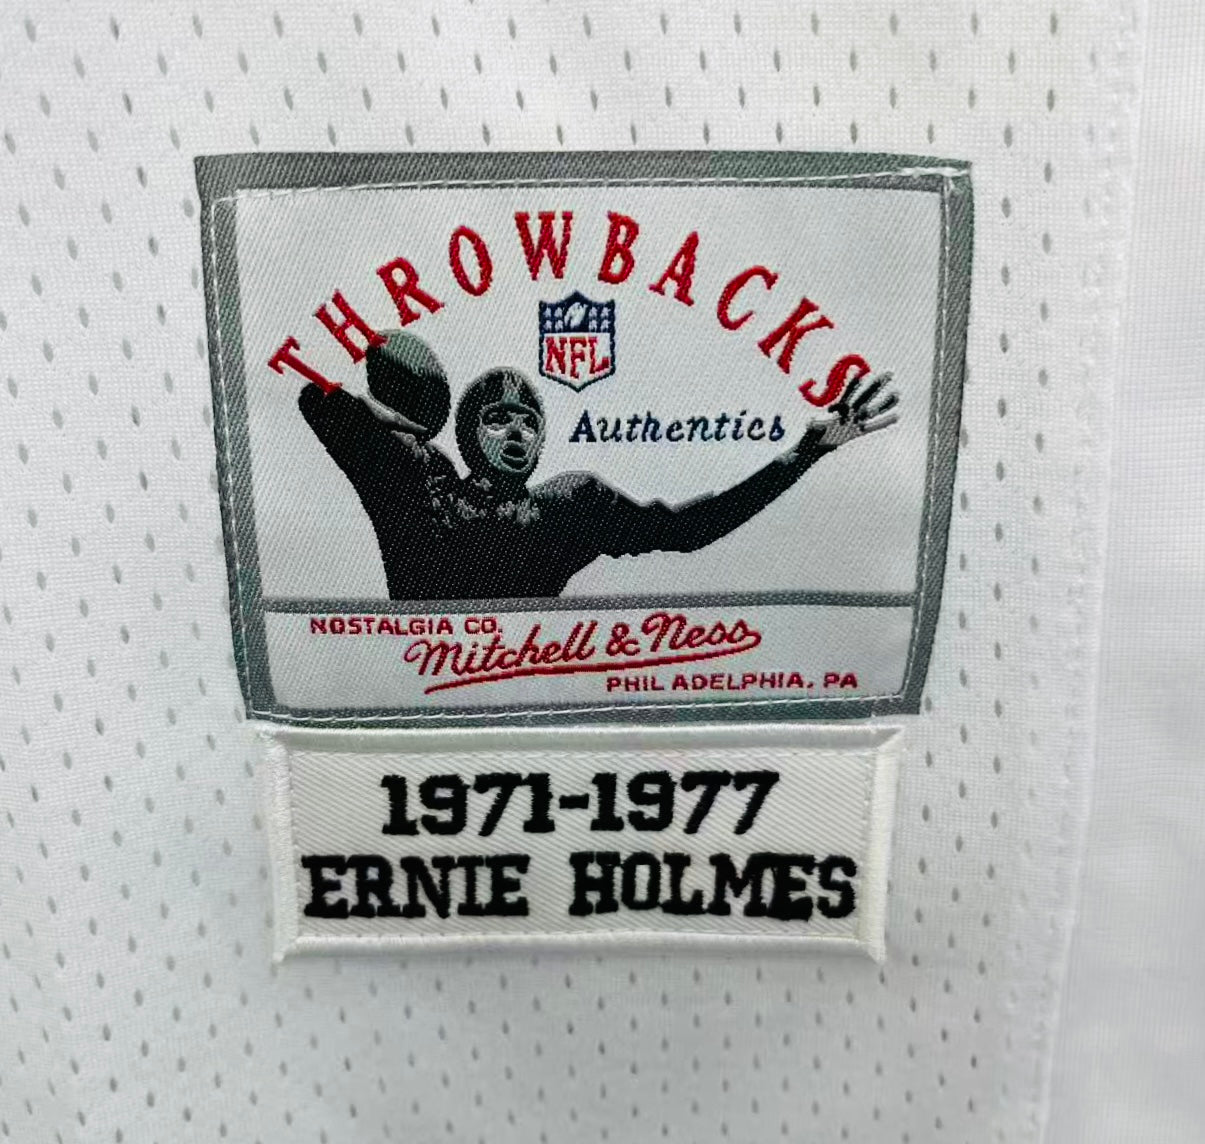 THROWBACKS
NFL
Authentics
NOSTALGIA CO.
Mitchell & Ness
PHILADELPHIA, PA
1971-1977
ERNIE HOLMES